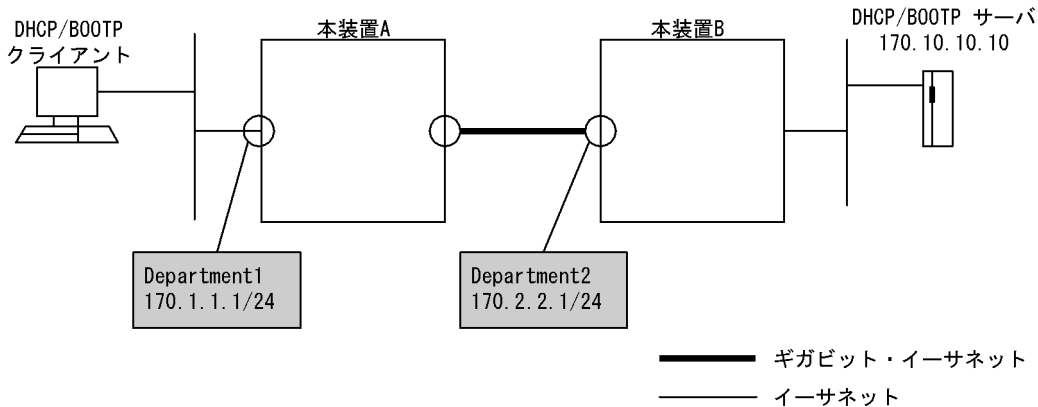 DHCP/BOOTP
クライアント
本装置A
本装置B
DHCP/BOOTP サーバ
170.10.10.10
Department1
170.1.1.1/24
Department2
170.2.2.1/24
ギガビット・イーサネット
イーサネット